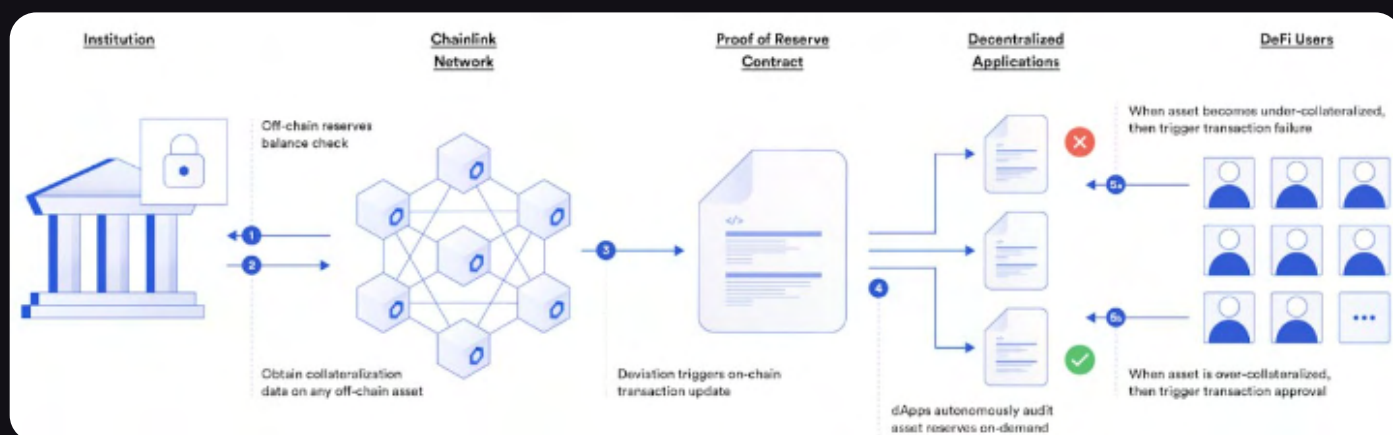 Institution
Chainlink
Network
Proof of Reserve
Contract
Decentralized
Applications
DeFi Users
Off-chain reserves
balance check
When asset becomes under-collateralized,
then trigger transaction failure
</>
5a
1
2
3
4
5b
Obtain collateralization
data on any off-chain asset
Deviation triggers on-chain
transaction update
When asset is over-collateralized,
then trigger transaction approval
dApps autonomously audit
asset reserves on-demand